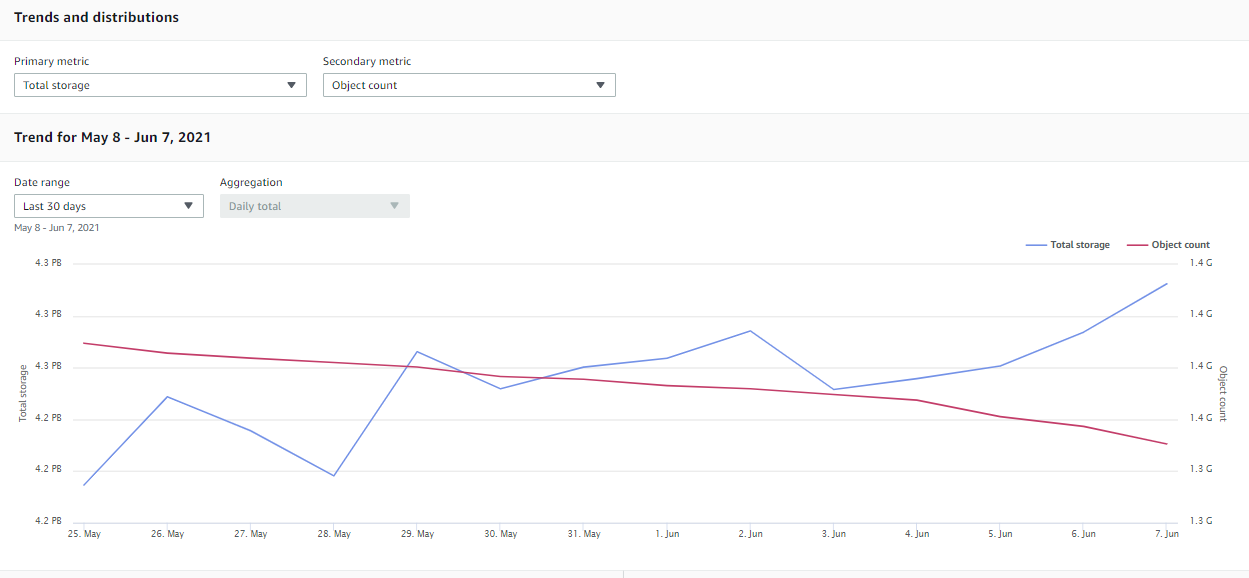 Trends and distributions
Primary metric Secondary metric
Total storage Object count
Trend for May 8 - Jun 7, 2021
Date range Aggregation
Last 30 days Daily total
May 8 - Jun 7, 2021
Total storage Object count
4.3 PB 1.4 G
4.3 PB 1.4 G
4.3 PB 1.4 G
4.2 PB 1.4 G
4.2 PB 1.3 G
4.2 PB 1.3 G
Total storage
Object count
25. May 26. May 27. May 28. May 29. May 30. May 31. May 1. Jun 2. Jun 3. Jun 4. Jun 5. Jun 6. Jun 7. Jun